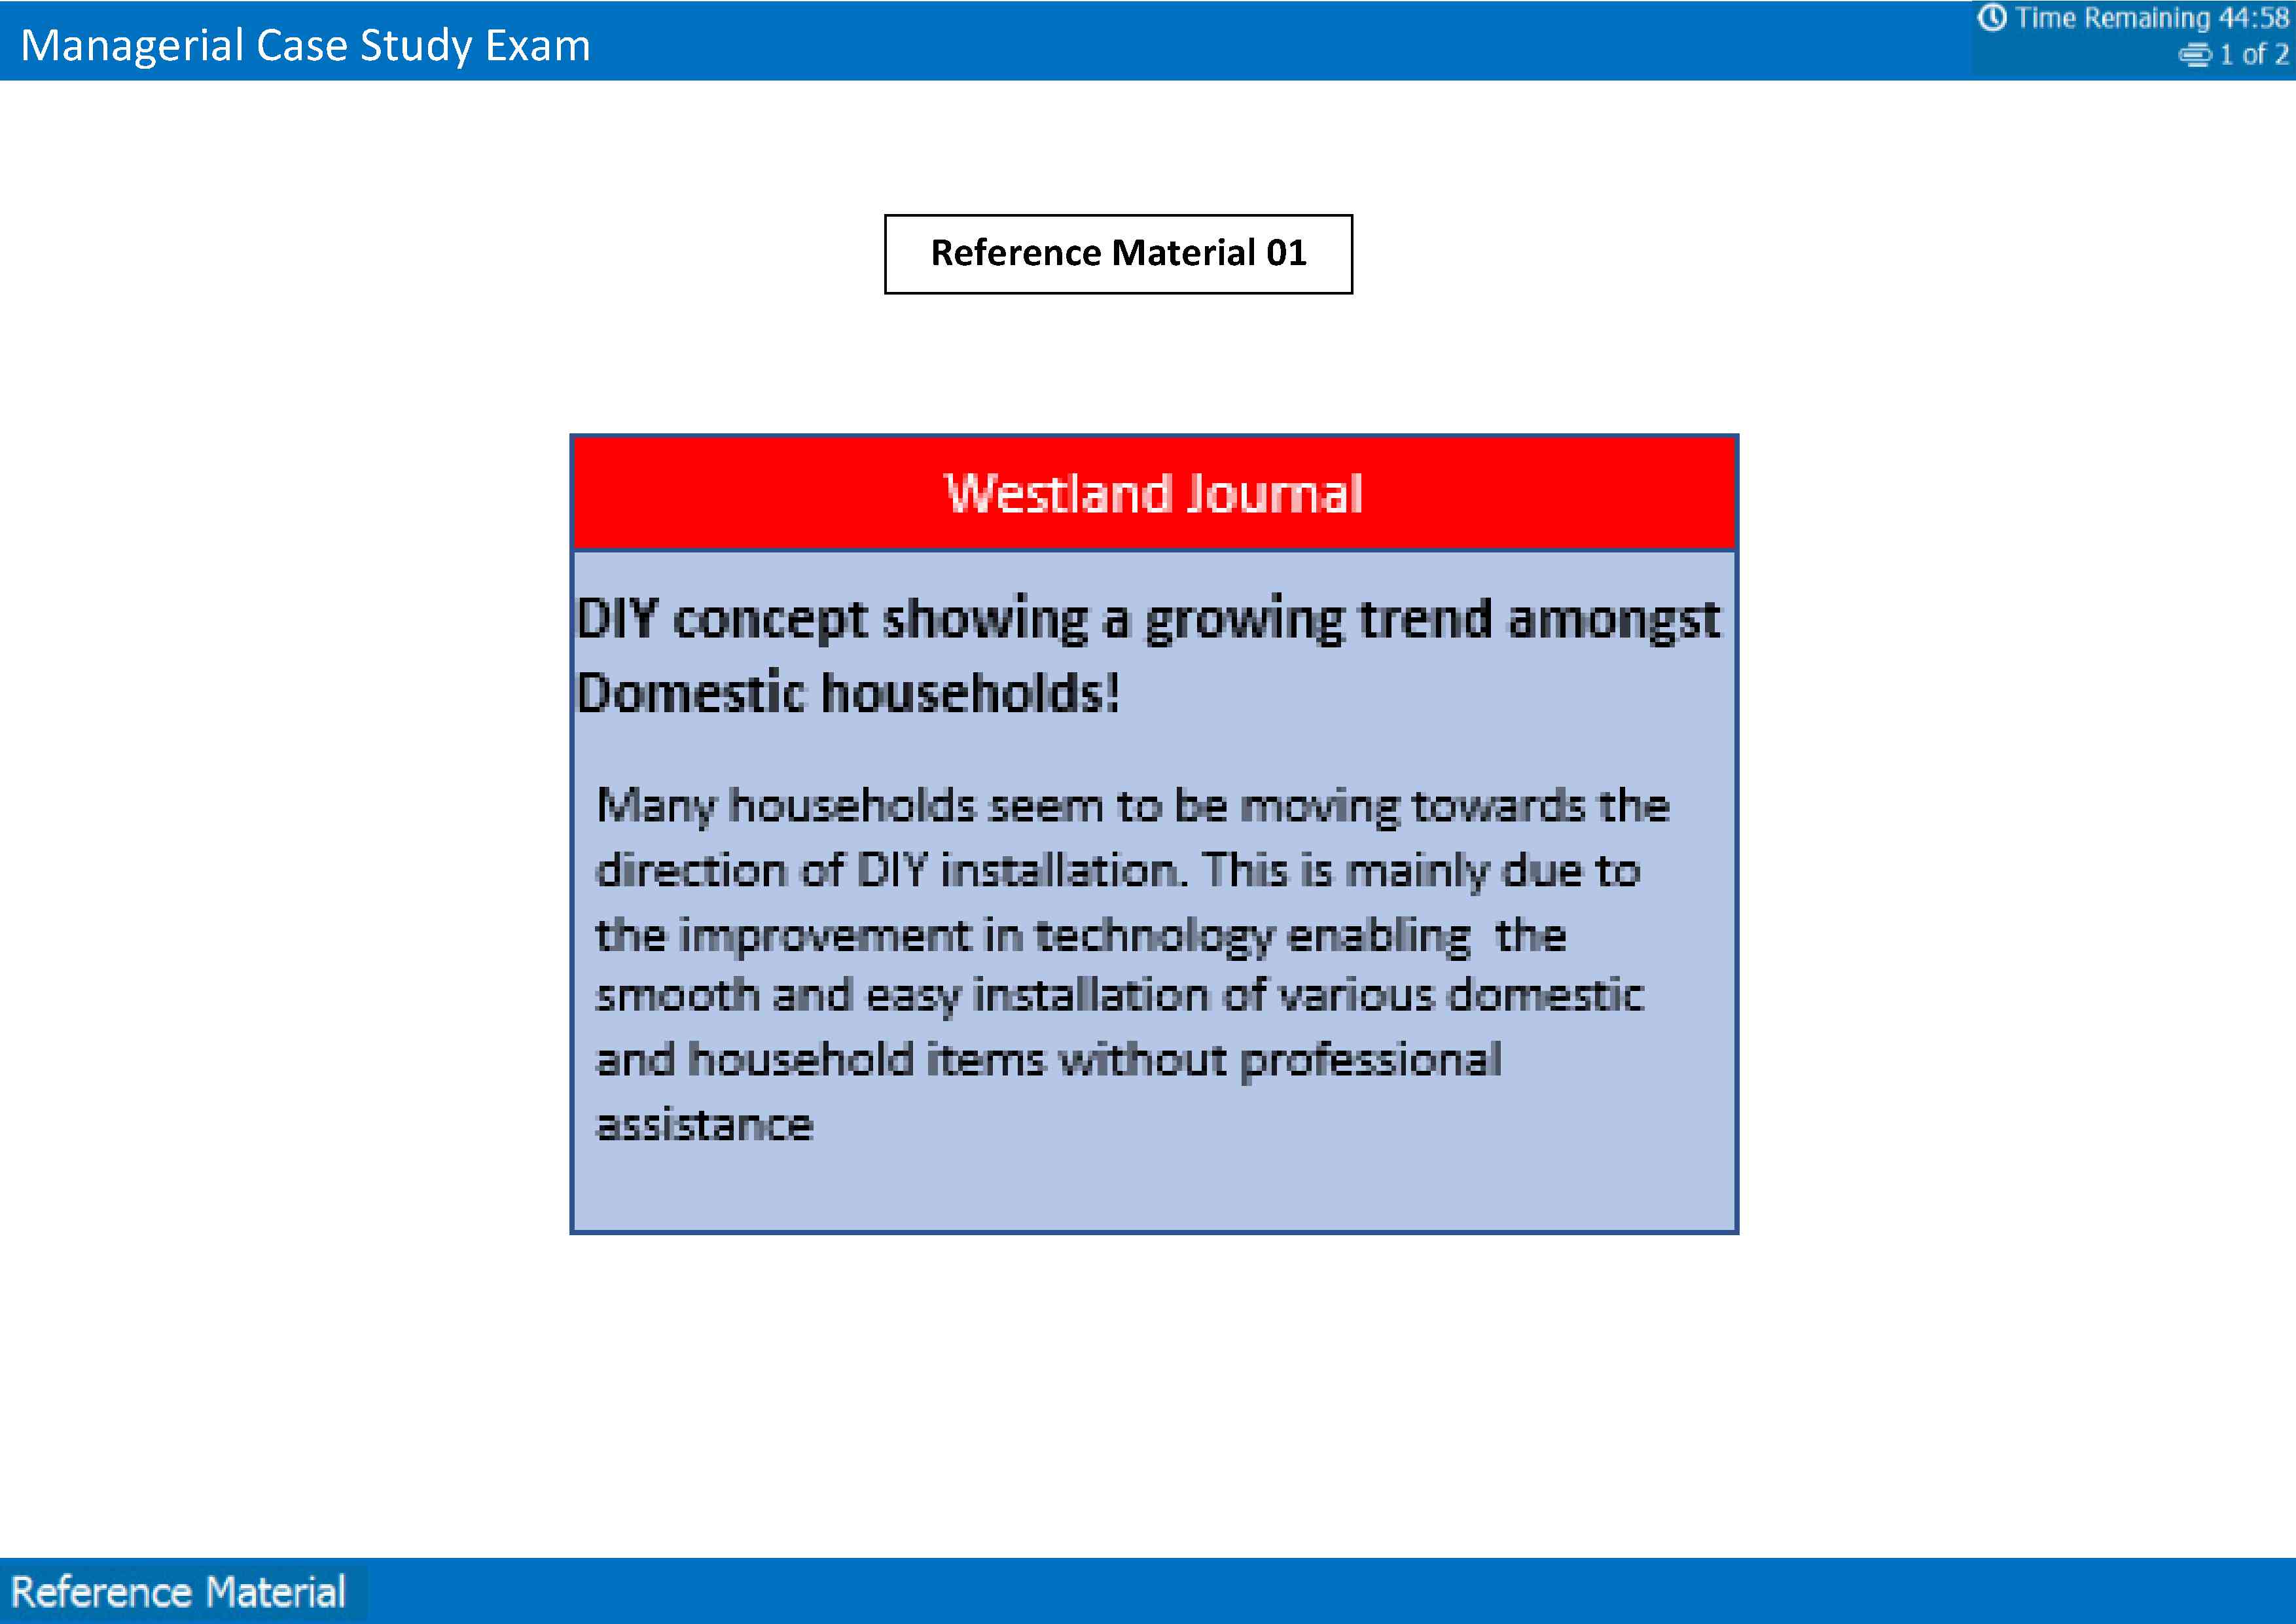 Managerial Case Study Exam
Time Remaining 44:58
1 of 2
Reference Material 01
Westland Journal
DIY concept showing a growing trend amongst
Domestic households!
Many households seem to be moving towards the
direction of DIY installation. This is mainly due to
the improvement in technology enabling  the
smooth and easy installation of various domestic
and household items without professional
assistance
Reference Material